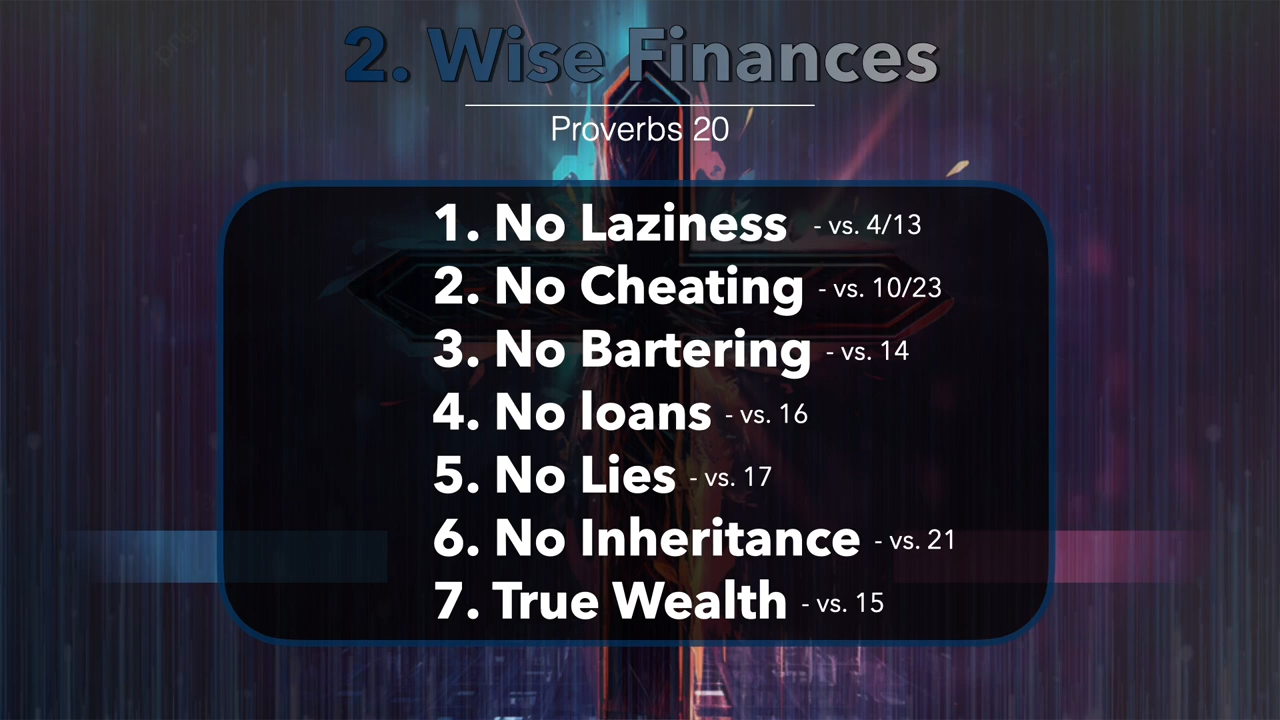 2. Wise Finances
Proverbs 20
1. No Laziness - vs. 4/13
2. No Cheating - vs. 10/23
3. No Bartering - vs. 14
4. No loans - vs. 16
5. No Lies - vs. 17
6. No Inheritance - vs. 21
7. True Wealth - vs. 15